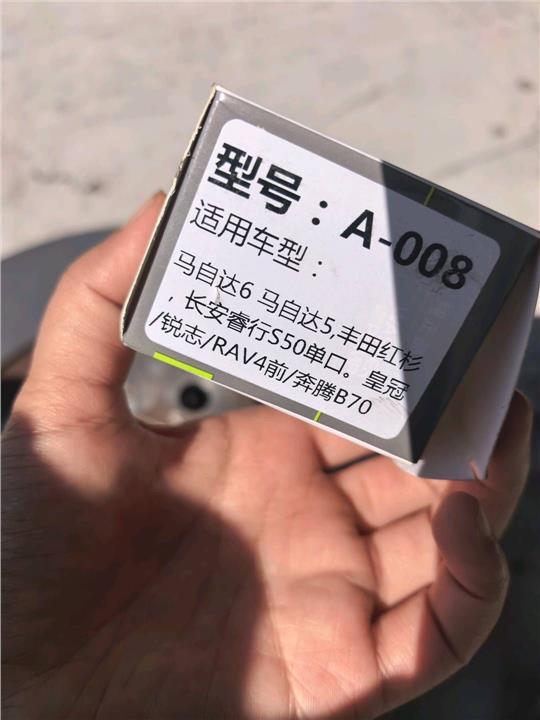 型号：A-008
适用车型：
马自达6 马自达5,丰田红杉
，长安睿行S50单口。皇冠
/锐志/RAV4前/奔腾B70